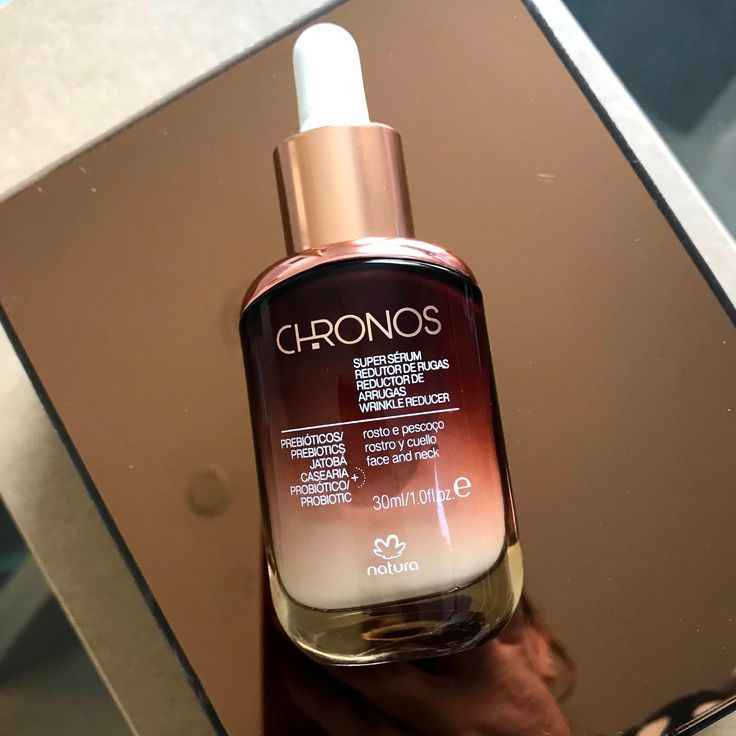 CHRONOS
SUPER SÉRUM
REDUTOR DE RUGAS
REDUCTOR DE
ARRUGAS
WRINKLE REDUCER
PREBIÓTICOS/
PREBIOTICS
JATOBÁ
CASEARIA
PROBIÓTICO/
PROBIOTIC
+
rosto e pescoço
rostro y cuello
face and neck
30ml/1.0fl.oz.℮
natura